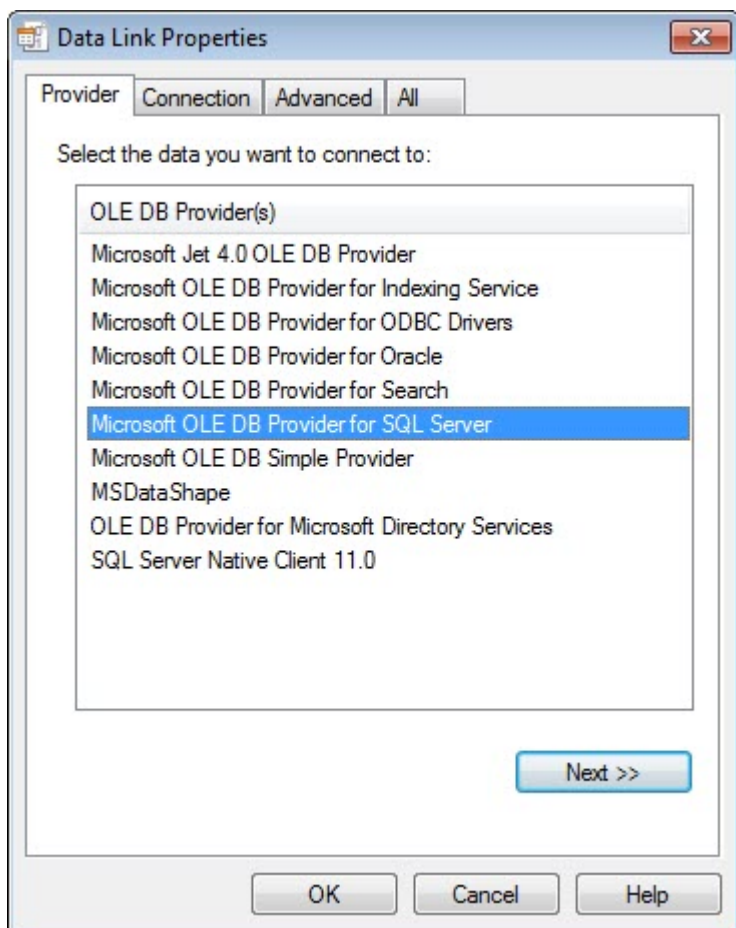 Data Link Properties
Provider Connection Advanced All
Select the data you want to connect to:
OLE DB Provider(s)
Microsoft Jet 4.0 OLE DB Provider
Microsoft OLE DB Provider for Indexing Service
Microsoft OLE DB Provider for ODBC Drivers
Microsoft OLE DB Provider for Oracle
Microsoft OLE DB Provider for Search
Microsoft OLE DB Provider for SQL Server
Microsoft OLE DB Simple Provider
MSDataShape
OLE DB Provider for Microsoft Directory Services
SQL Server Native Client 11.0
Next >>
OK Cancel Help